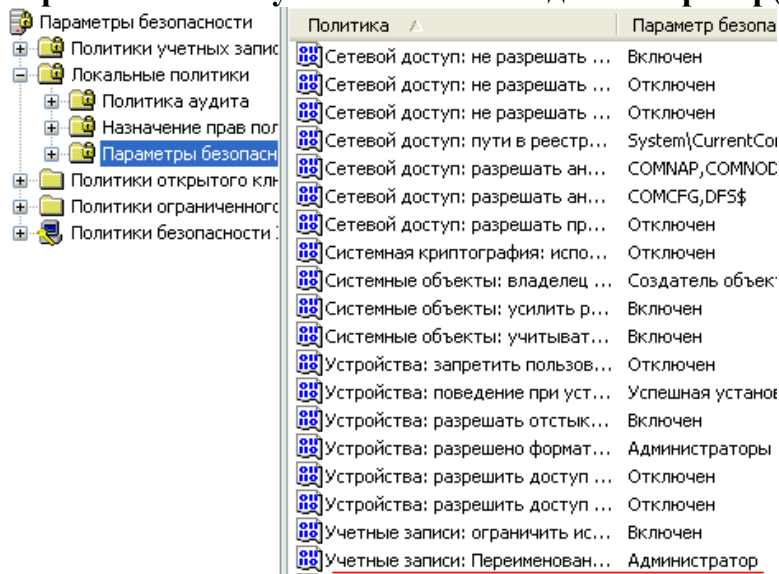 Параметры безопасности
Политики учетных запис
Локальные политики
Политика аудита
Назначение прав пол
Параметры безопасн
Политики открытого клн
Политики ограниченного
Политики безопасности
Политика Параметр безопа
Сетевой доступ: не разрешать ... Включен
Сетевой доступ: не разрешать ... Отключен
Сетевой доступ: не разрешать ... Отключен
Сетевой доступ: пути в реестр... System\CurrentCon
Сетевой доступ: разрешать ан... COMNAP,COMNOD
Сетевой доступ: разрешать ан... COMCFG,DFS$
Сетевой доступ: разрешать пр... Отключен
Системная криптография: испо... Отключен
Системные объекты: владелец ... Создатель объект
Системные объекты: усилить р... Включен
Системные объекты: учитыват... Включен
Устройства: запретить пользов... Отключен
Устройства: поведение при уст... Успешная установ
Устройства: разрешать отстык... Включен
Устройства: разрешено формат... Администраторы
Устройства: разрешить доступ ... Отключен
Устройства: разрешить доступ ... Отключен
Учетные записи: ограничить ис... Включен
Учетные записи: Переименован... Администратор